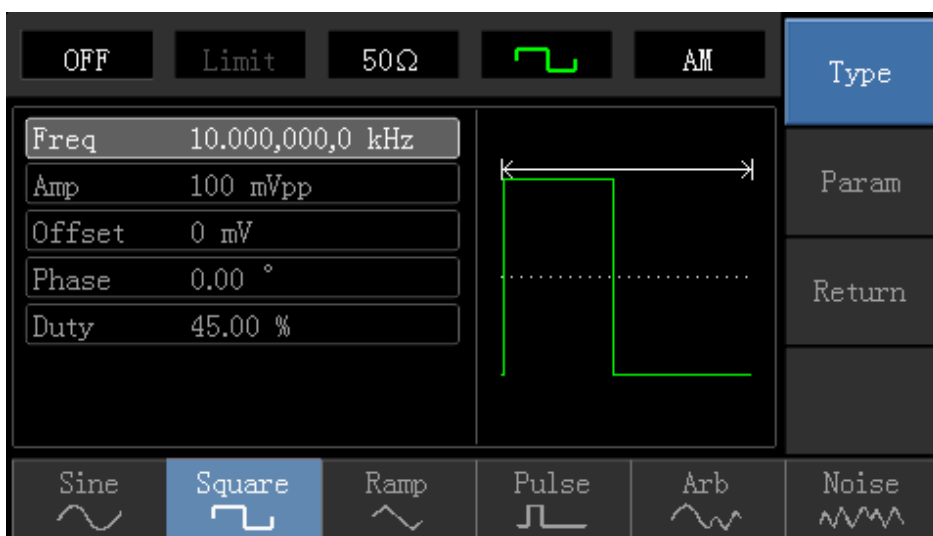 OFF Limit 50Ω AM Type
Freq 10.000,000,0 kHz
Amp 100 mVpp
Offset 0 mV
Phase 0.00 °
Duty 45.00 %
Param
Return
Sine Square Ramp Pulse Arb Noise